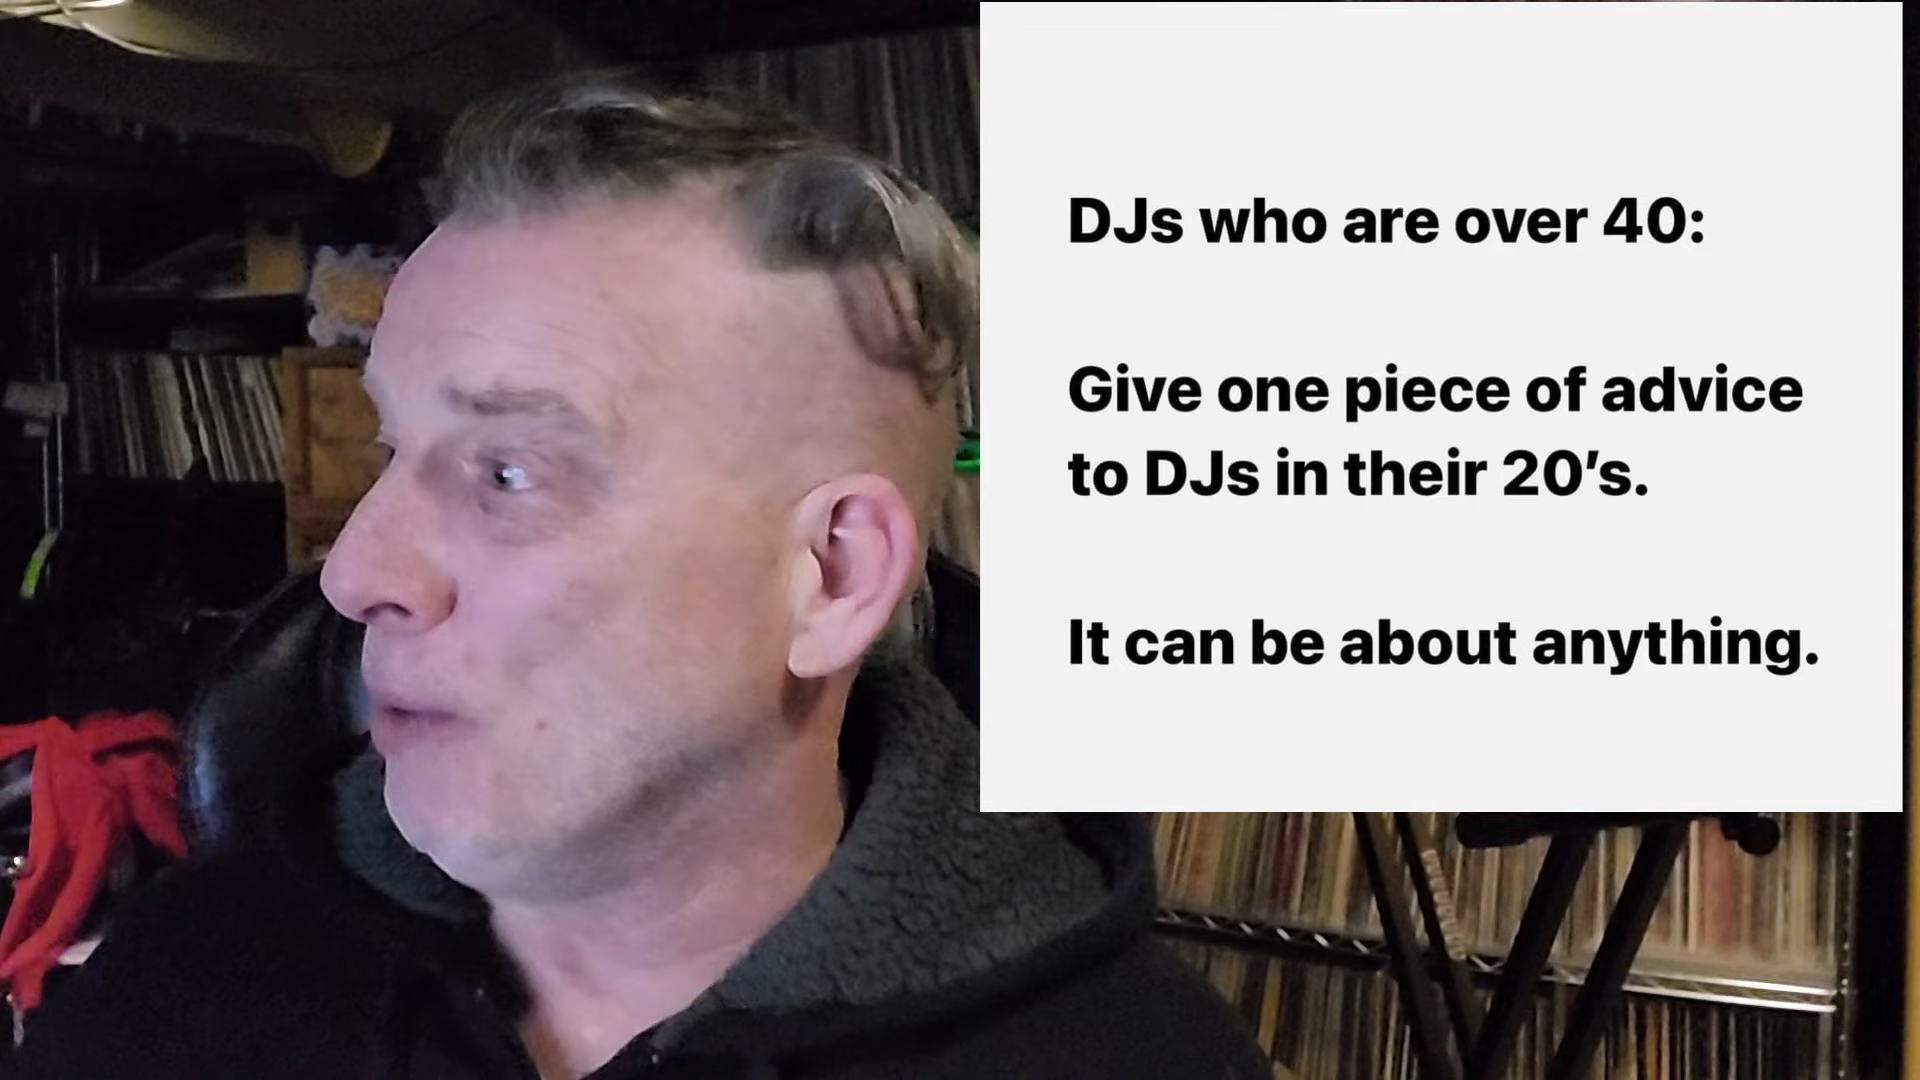 DJs who are over 40:
Give one piece of advice
to DJs in their 20's.
It can be about anything.